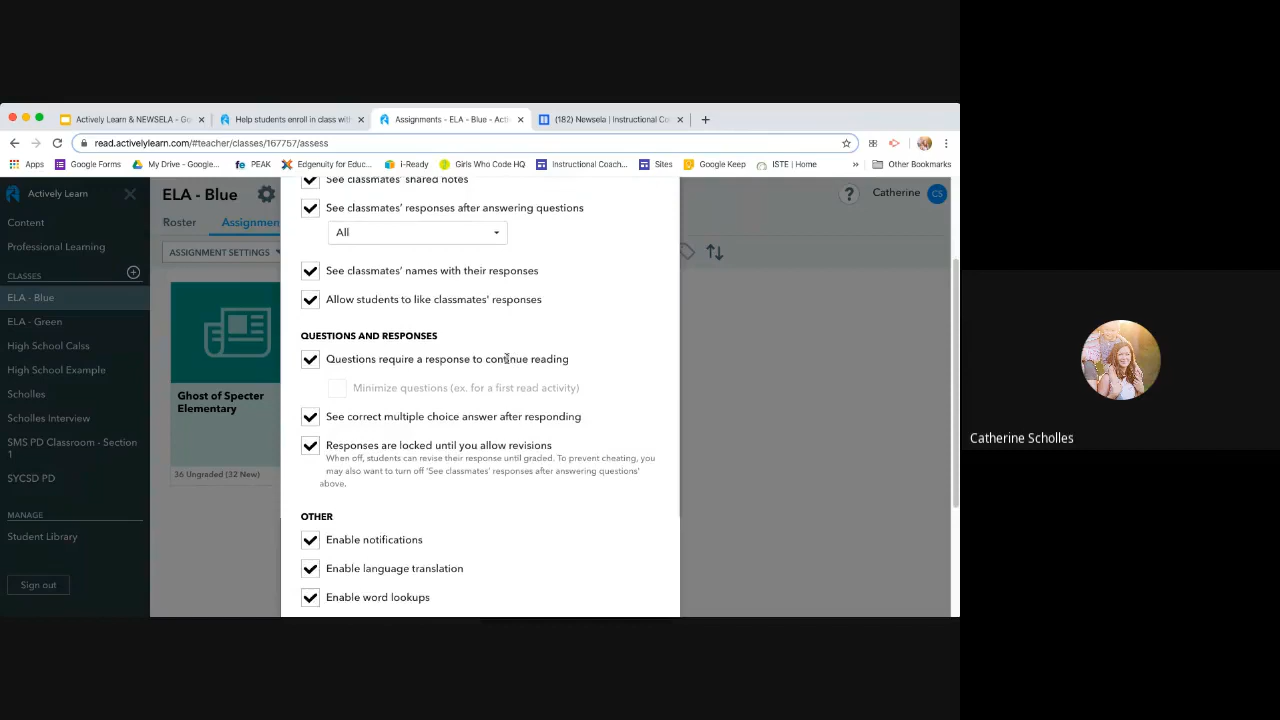 Actively Learn & NEWSELA - Go
Help students enroll in class with
Assignments - ELA - Blue - Acti
(182) Newsela | Instructional Co
read.activelylearn.com/#teacher/classes/167757/assess
Apps
Google Forms
My Drive – Google...
PEAK
Edgenuity for Educ...
i-Ready
Girls Who Code HQ
Instructional Coach...
Sites
Google Keep
ISTE | Home
»
Other Bookmarks
Actively Learn
Content
Professional Learning
CLASSES
ELA - Blue
ELA - Green
High School Calss
High School Example
Scholles
Scholles Interview
SMS PD Classroom - Section
1
SYCSD PD
MANAGE
Student Library
Sign out
ELA - Blue
Catherine
CS
Roster
Assignmen
ASSIGNMENT SETTINGS
Ghost of Specter
Elementary
36 Ungraded (32 New)
See classmates' shared notes
See classmates' responses after answering questions
All
See classmates' names with their responses
Allow students to like classmates' responses
QUESTIONS AND RESPONSES
Questions require a response to continue reading
Minimize questions (ex. for a first read activity)
See correct multiple choice answer after responding
Responses are locked until you allow revisions
When off, students can revise their response until graded. To prevent cheating, you
may also want to turn off 'See classmates' responses after answering questions'
above.
OTHER
Enable notifications
Enable language translation
Enable word lookups
Catherine Scholles